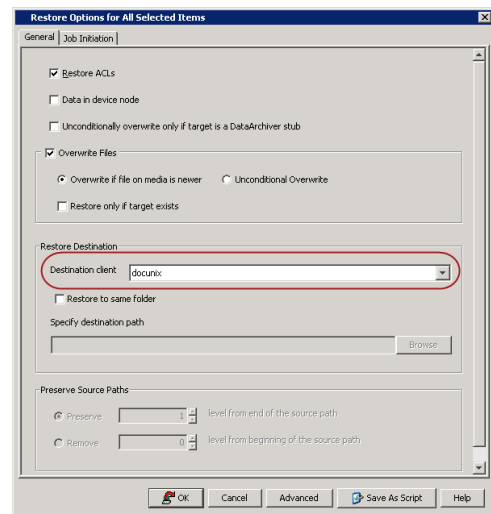 Restore Options for All Selected Items
General
Job Initiation
Restore ACLs
Data in device node
Unconditionally overwrite only if target is a DataArchiver stub
Overwrite Files
Overwrite if file on media is newer
Unconditional Overwrite
Restore only if target exists
Restore Destination
Destination client
docunix
Restore to same folder
Specify destination path
Browse
Preserve Source Paths
Preserve
1
level from end of the source path
Remove
0
level from beginning of the source path
OK
Cancel
Advanced
Save As Script
Help